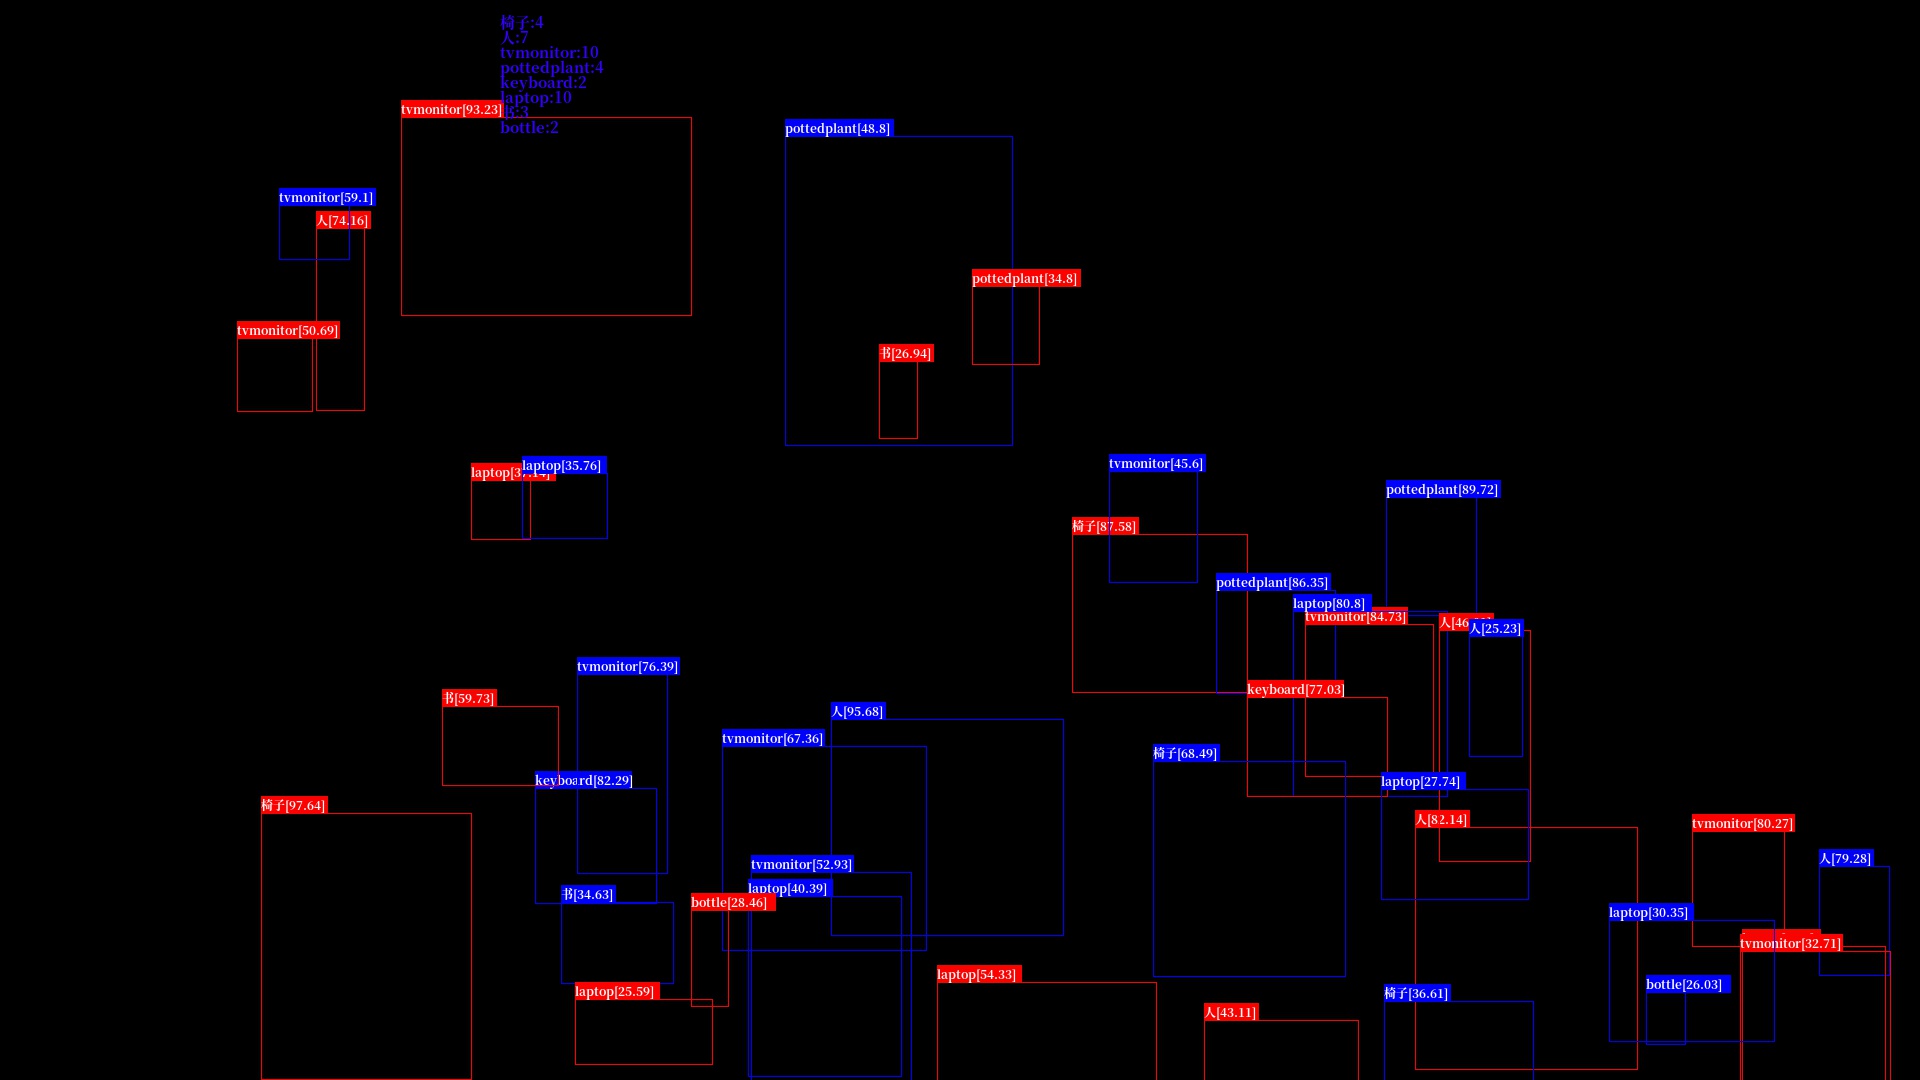 椅子:4
人:7
tvmonitor:10
pottedplant:4
keyboard:2
laptop:10
书:3
bottle:2
tvmonitor[93.23]
pottedplant[48.8]
tvmonitor[59.1]
人[74.16]
pottedplant[34.8]
tvmonitor[50.69]
书[26.94]
tvmonitor[45.6]
laptop[35.76]
pottedplant[89.72]
椅子[87.58]
pottedplant[86.35]
laptop[80.8]
tvmonitor[84.73]
人[25.23]
tvmonitor[76.39]
keyboard[77.03]
书[59.73]
人[95.68]
tvmonitor[67.36]
椅子[68.49]
keyboard[82.29]
laptop[27.74]
椅子[97.64]
人[82.14]
tvmonitor[80.27]
人[79.28]
tvmonitor[52.93]
laptop[40.39]
书[34.63]
bottle[28.46]
laptop[30.35]
tvmonitor[32.71]
laptop[54.33]
bottle[26.03]
laptop[25.59]
椅子[36.61]
人[43.11]